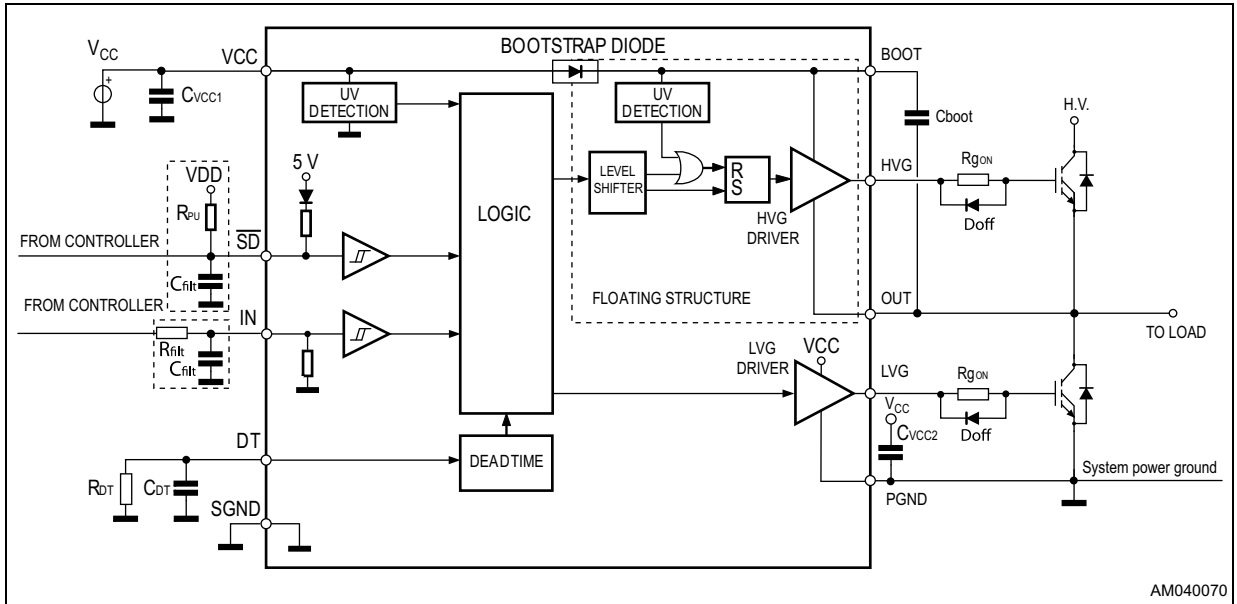 BOOTSTRAP DIODE
VCC
VCC
CVCC1
UV
DETECTION
BOOT
Cboot
H.V.
UV
DETECTION
5 V
VDD
RPU
FROM CONTROLLER
SD
Cfilt
LOGIC
LEVEL
SHIFTER
R
S
HVG
DRIVER
HVG
RgON
Doff
FLOATING STRUCTURE
FROM CONTROLLER
IN
Rfilt
Cfilt
OUT
TO LOAD
VCC
LVG
DRIVER
LVG
RgON
Doff
VCC
CVCC2
DT
DEADTIME
RDT
CDT
SGND
PGND
System power ground
AM040070